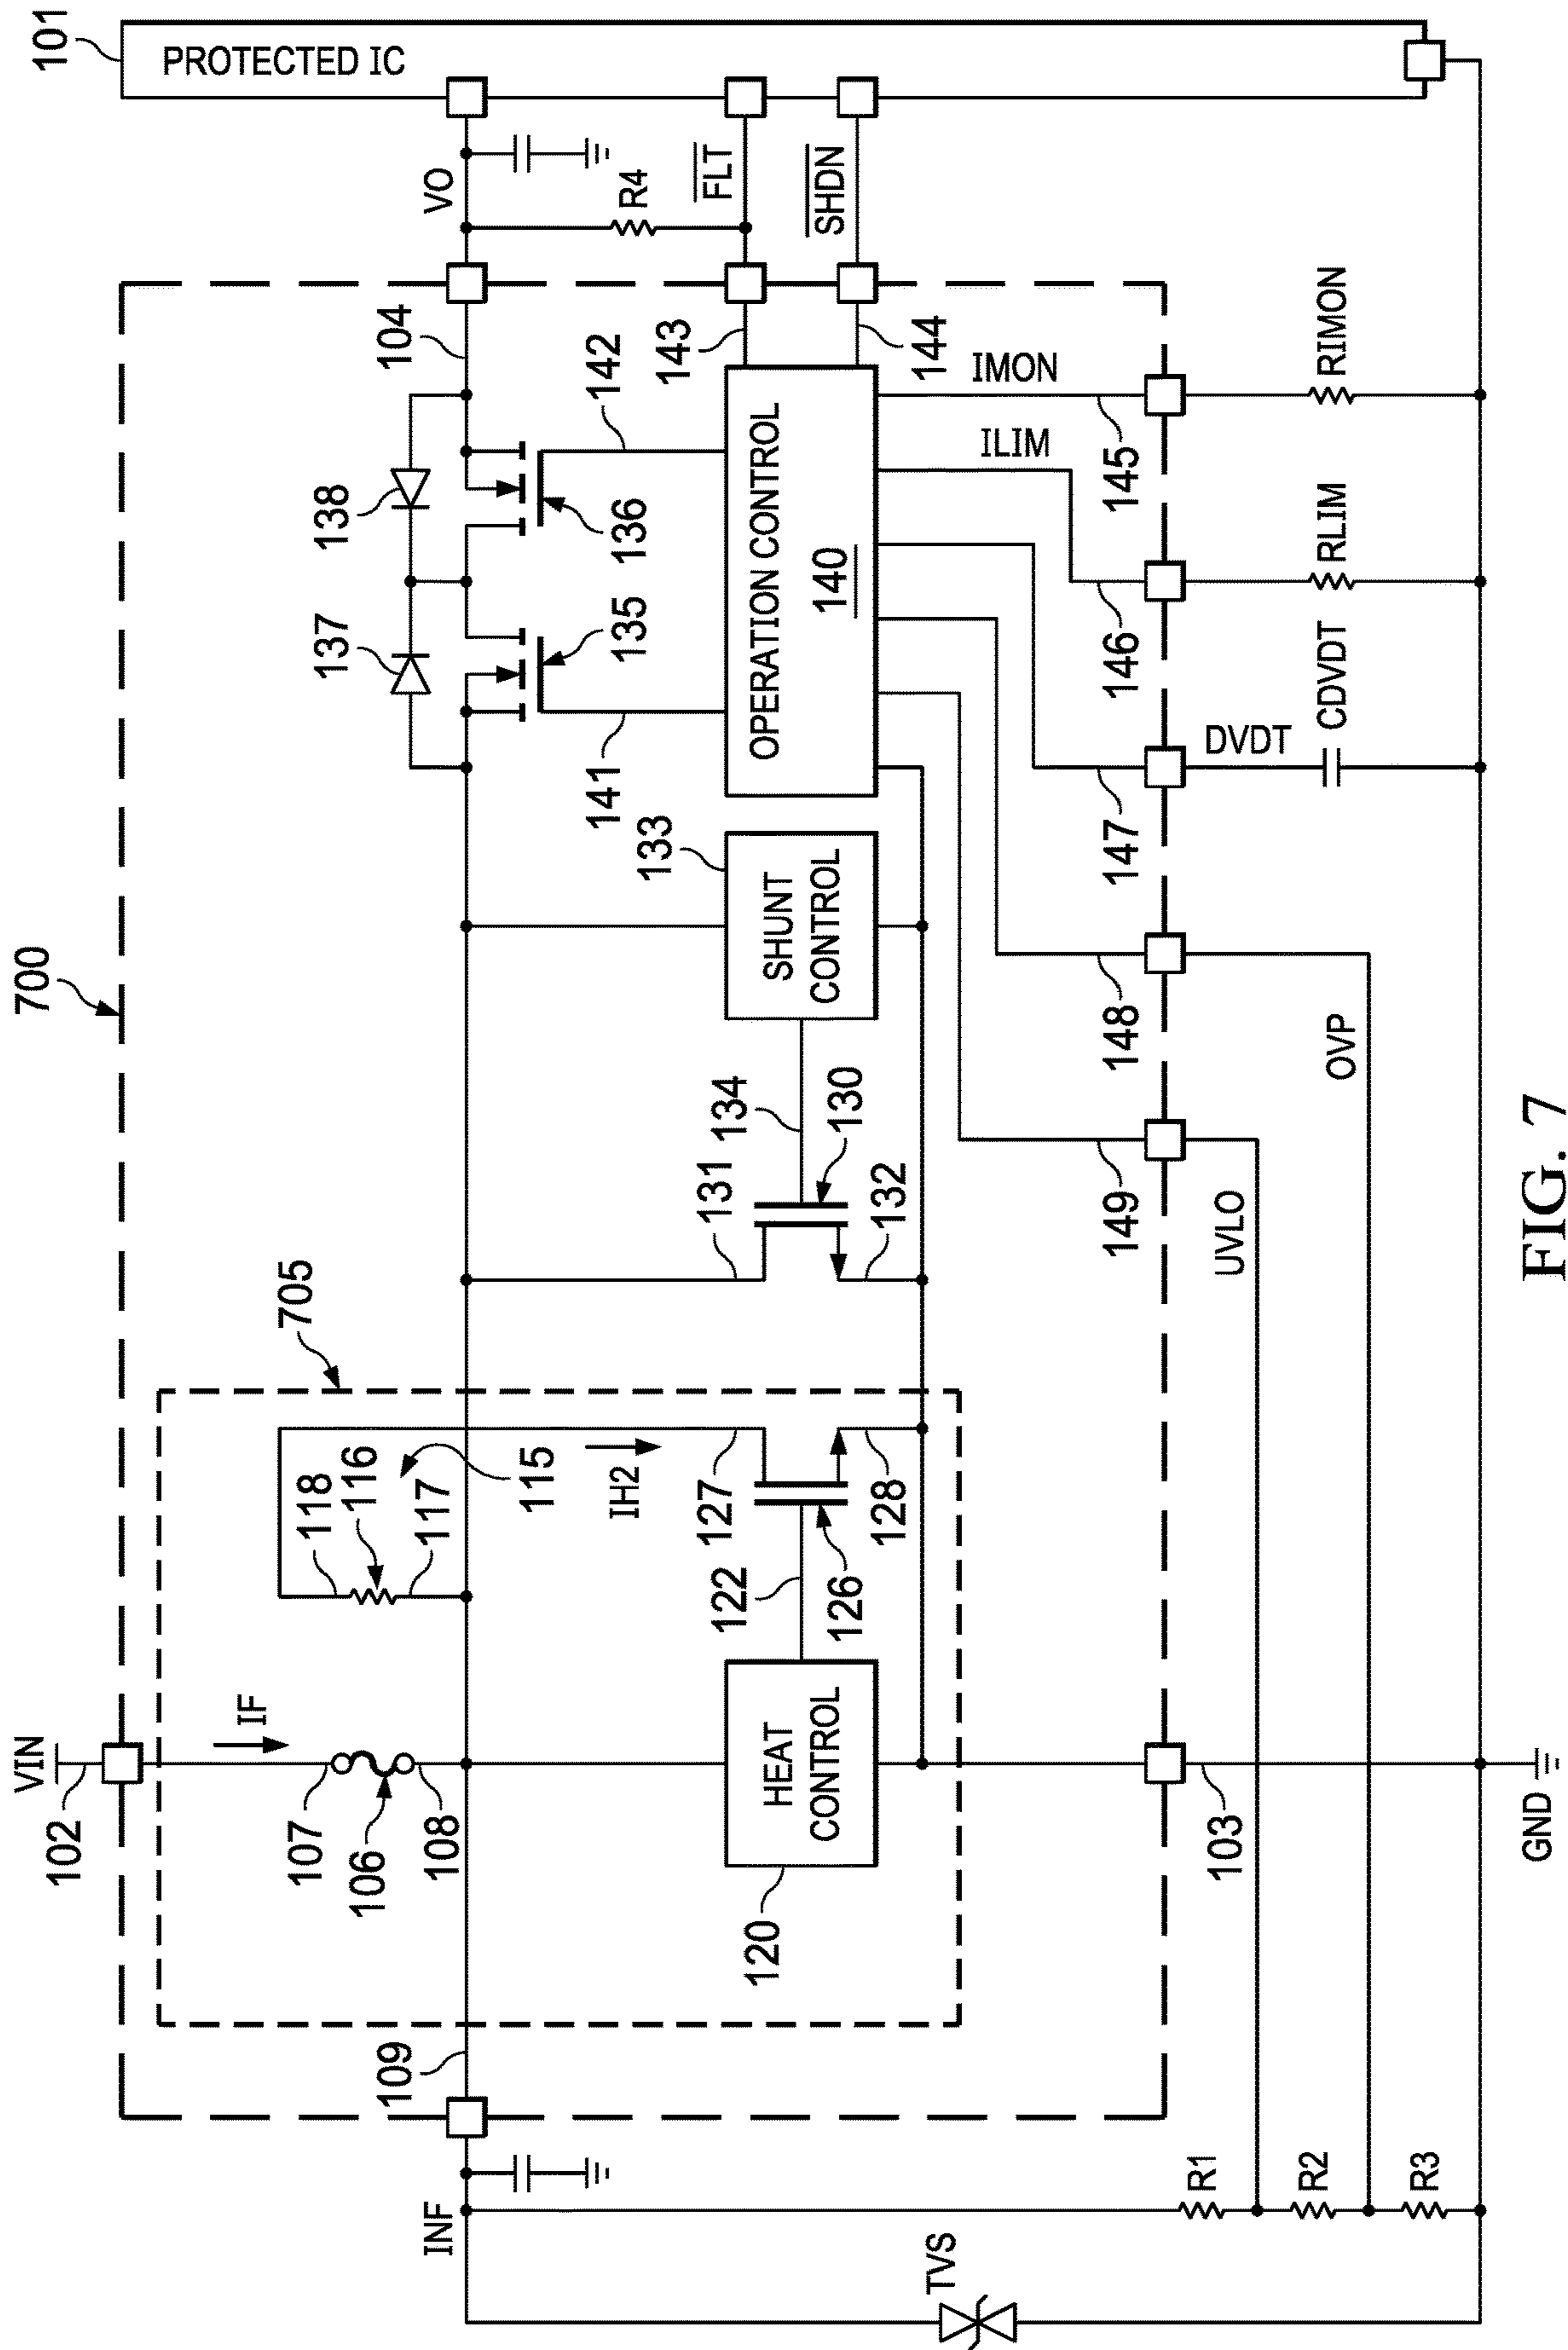 101
PROTECTED IC
VO
R4
FLT
SHDN
104
142
143
144
138
136
137
135
141
OPERATION CONTROL
140
IMON
145
RIMON
ILIM
146
RLIM
147
DVDT
CDVDT
133
SHUNT
CONTROL
134
130
131
132
148
OVP
149
UVLO
700
705
118
116
117
115
IH2
127
122
126
128
VIN
102
IF
107
106
108
HEAT
CONTROL
120
103
GND
109
INF
R1
R2
R3
TVS
FIG. 7